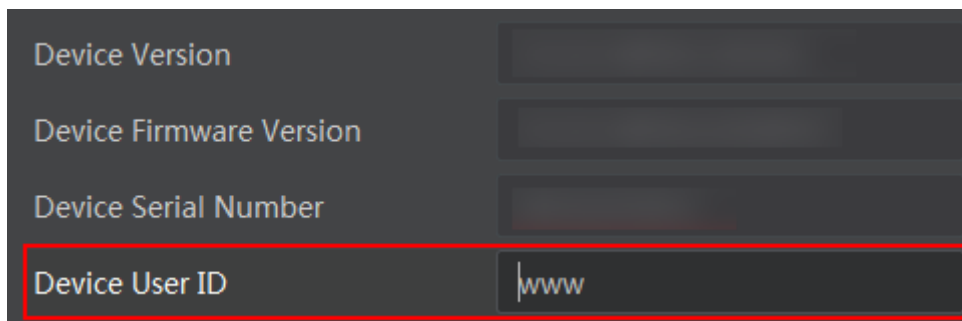 Device Version
Device Firmware Version
Device Serial Number
Device User ID www